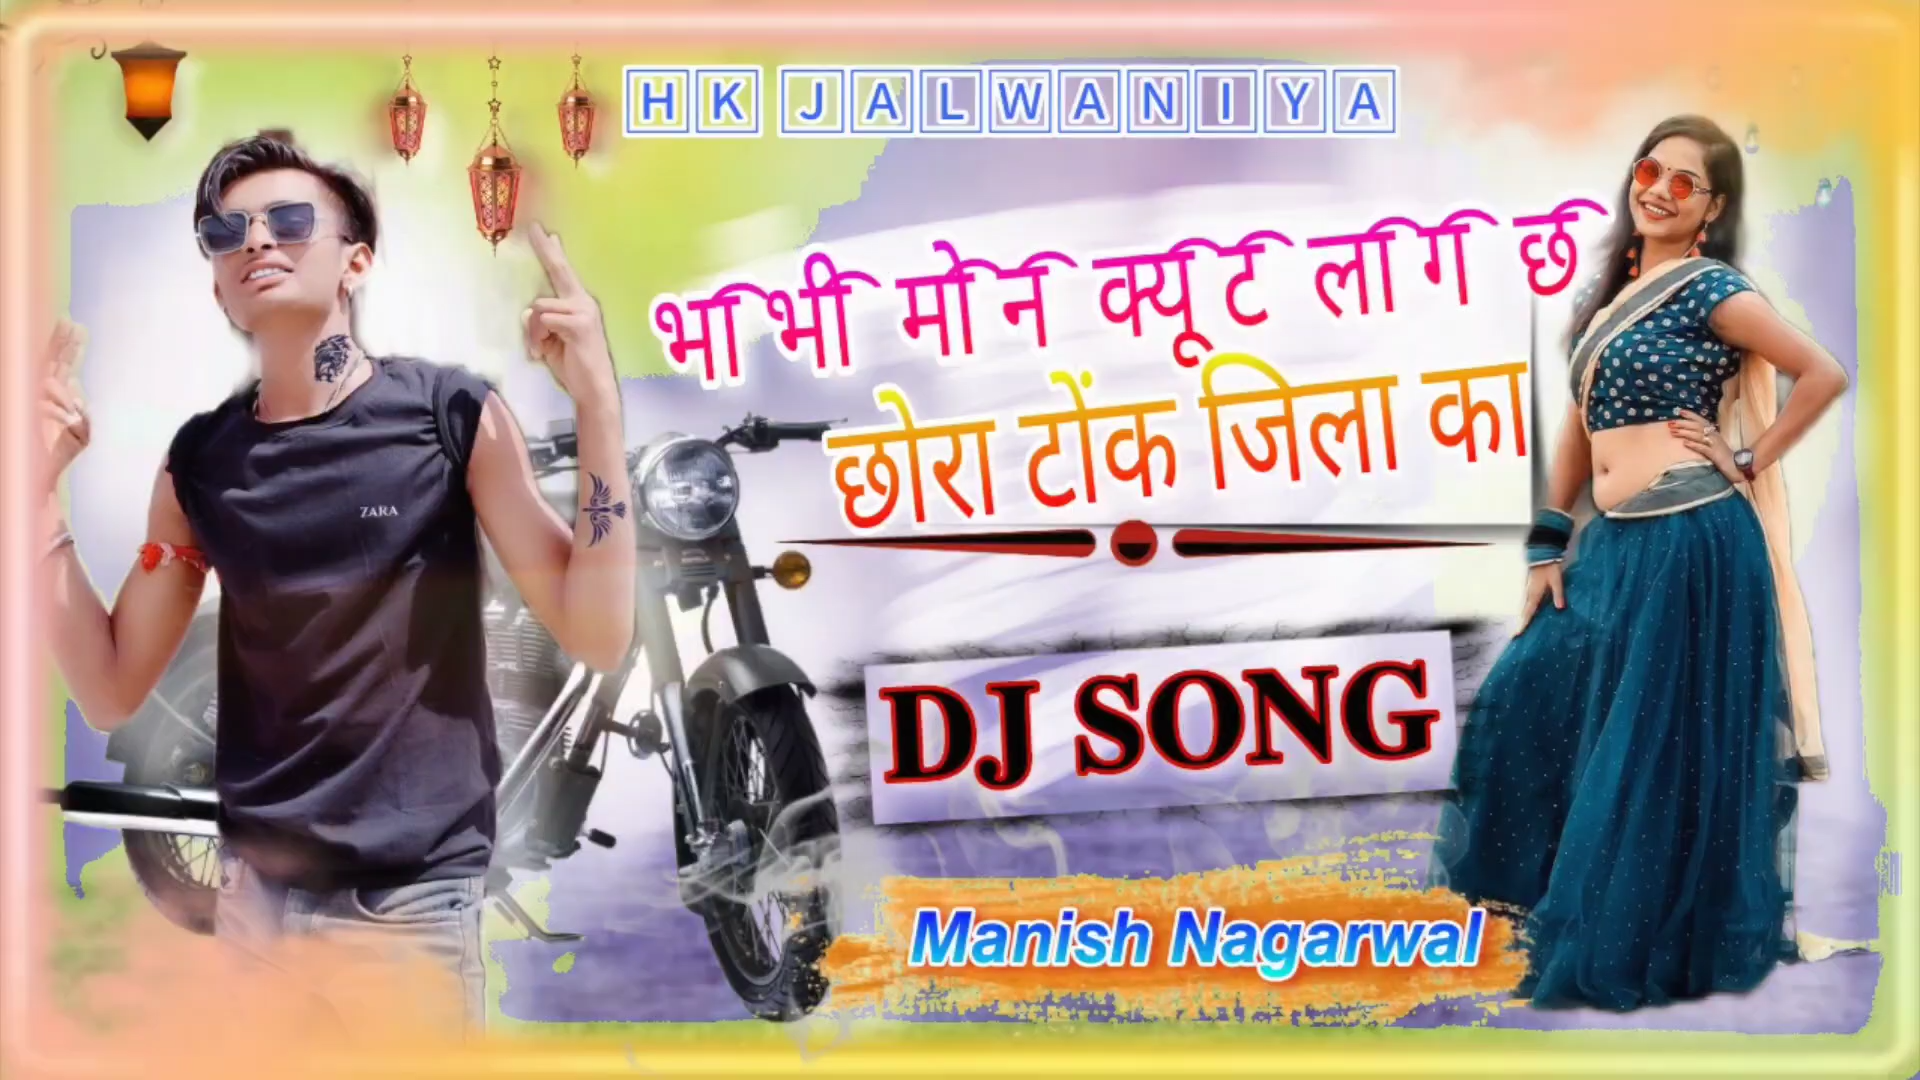 HK JALWANIYA
भाभी मोन क्यूट लाग छ
छोरा टोंक जिला का
ZARA
DJ SONG
Manish Nagarwal